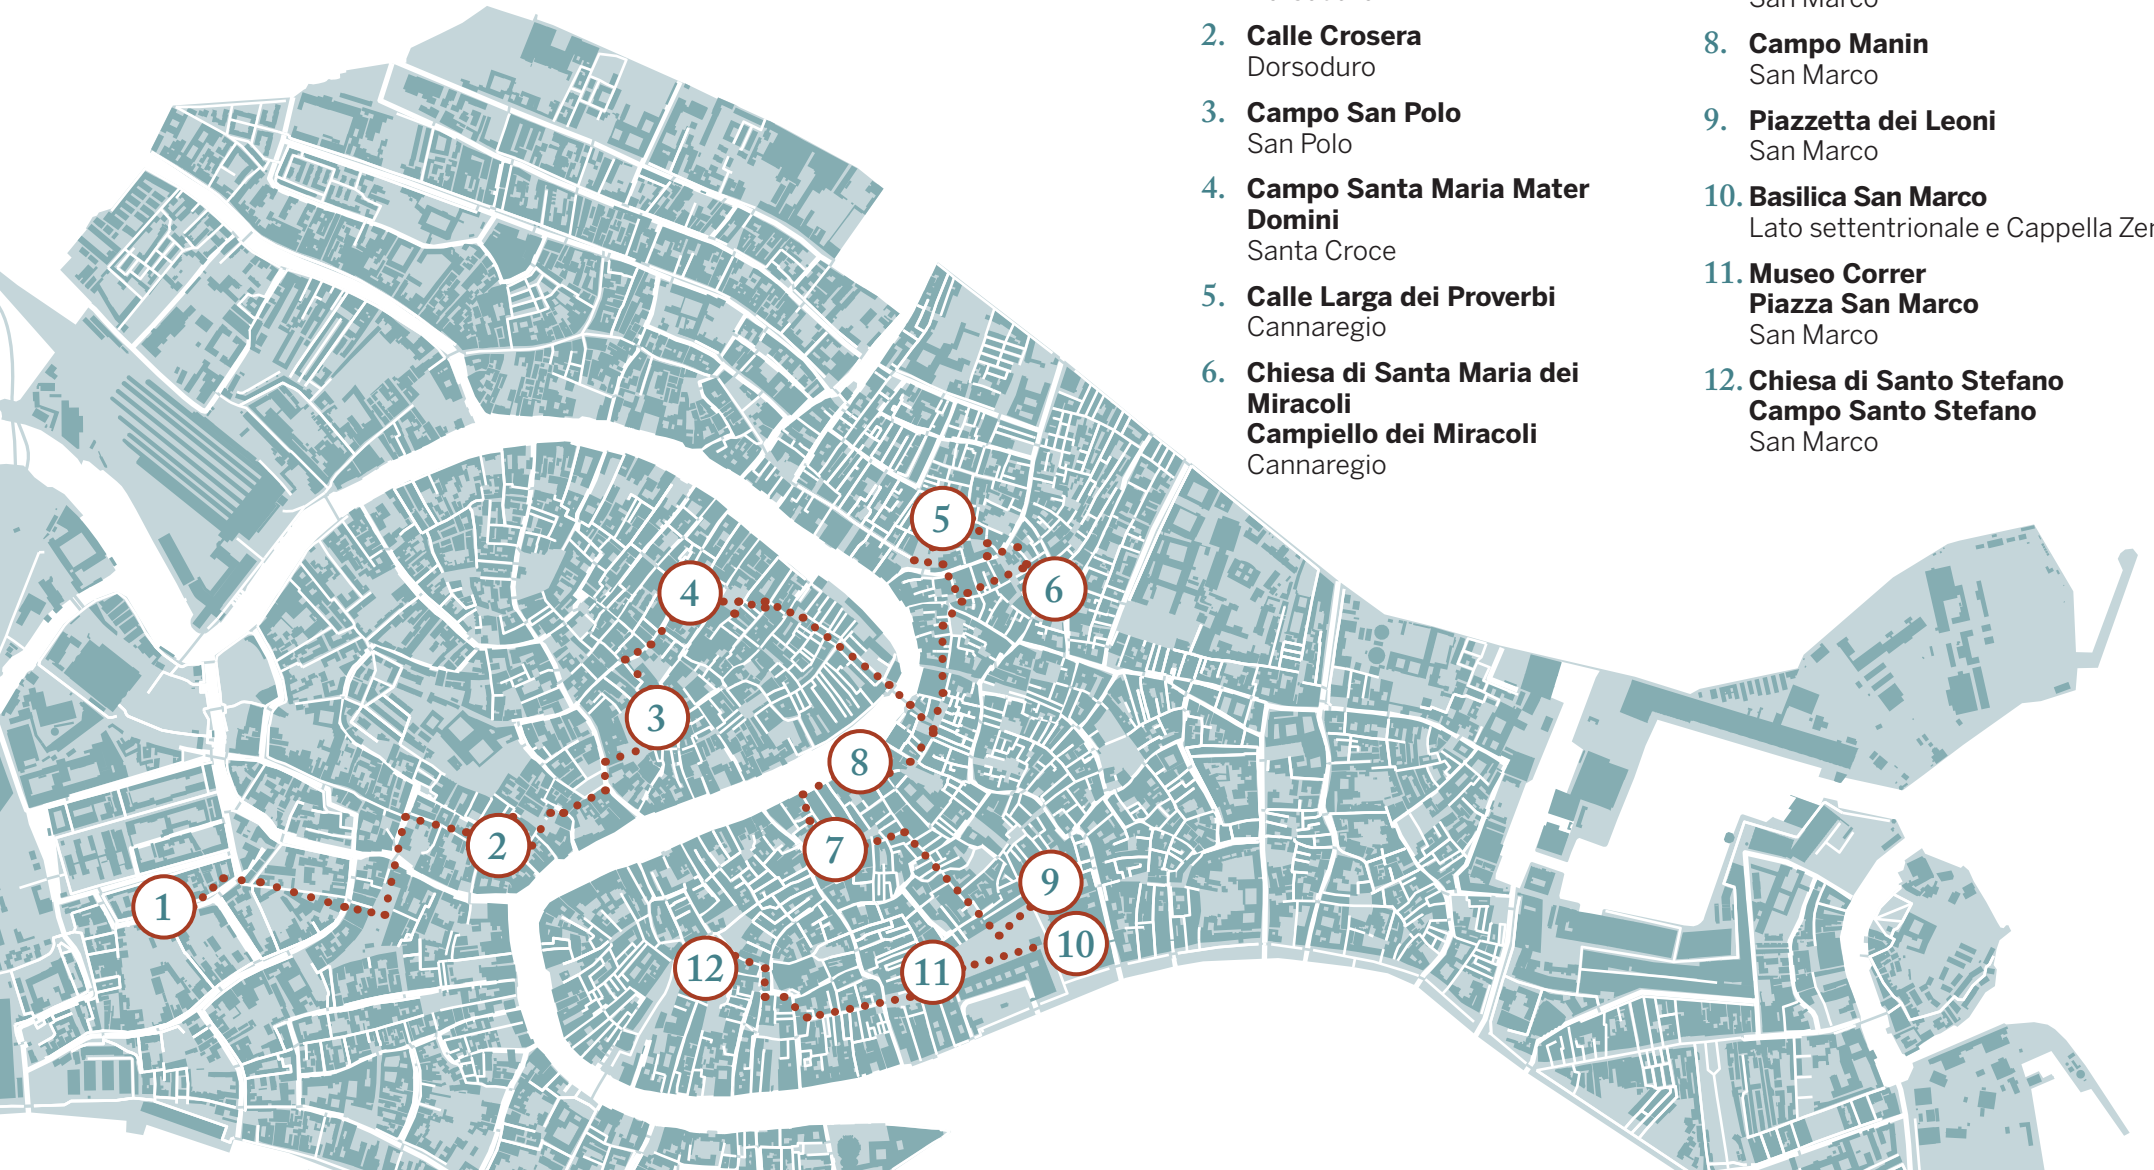 2. Calle Crosera
Dorsoduro
3. Campo San Polo
San Polo
4. Campo Santa Maria Mater
Domini
Santa Croce
5. Calle Larga dei Proverbi
Cannaregio
6. Chiesa di Santa Maria dei
Miracoli
Campiello dei Miracoli
Cannaregio
San Marco
8. Campo Manin
San Marco
9. Piazzetta dei Leoni
San Marco
10. Basilica San Marco
Lato settentrionale e Cappella
11. Museo Correr
Piazza San Marco
San Marco
12. Chiesa di Santo Stefano
Campo Santo Stefano
San Marco
5
4
6
3
8
2
7
9
1
10
12
11